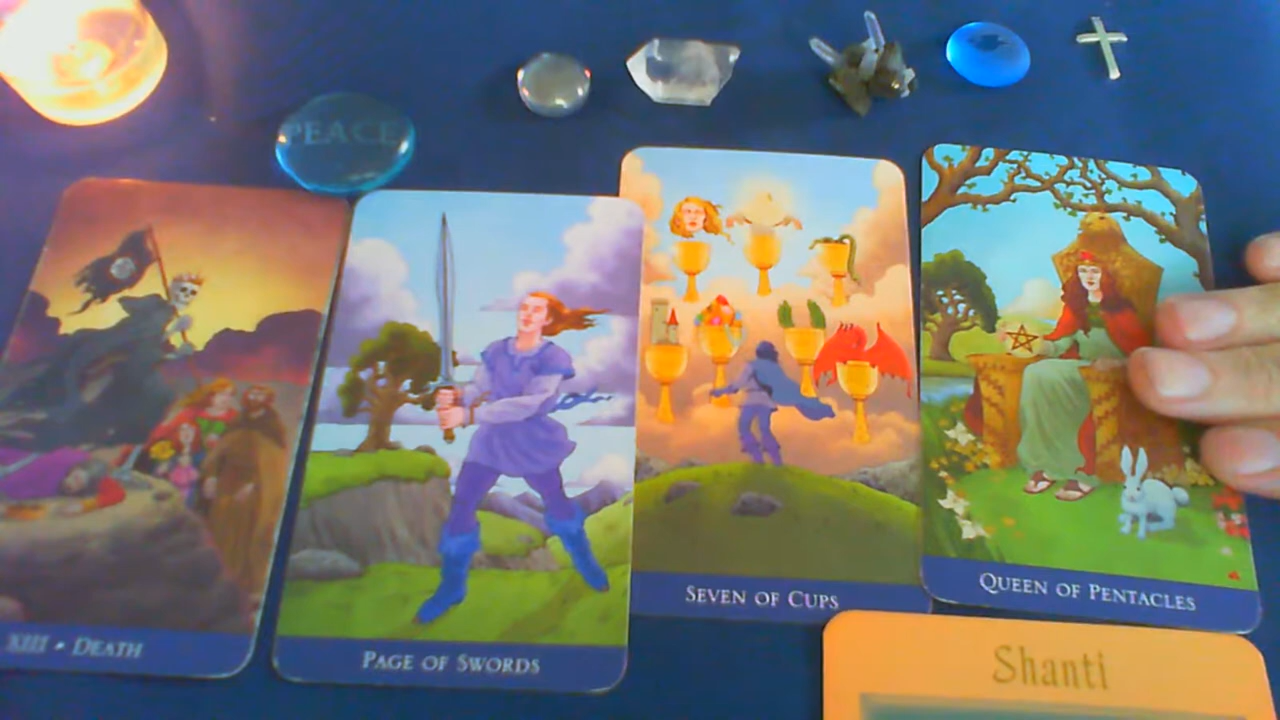 PEACE
XIII • DEATH
PAGE OF SWORDS
SEVEN OF CUPS
QUEEN OF PENTACLES
Shanti